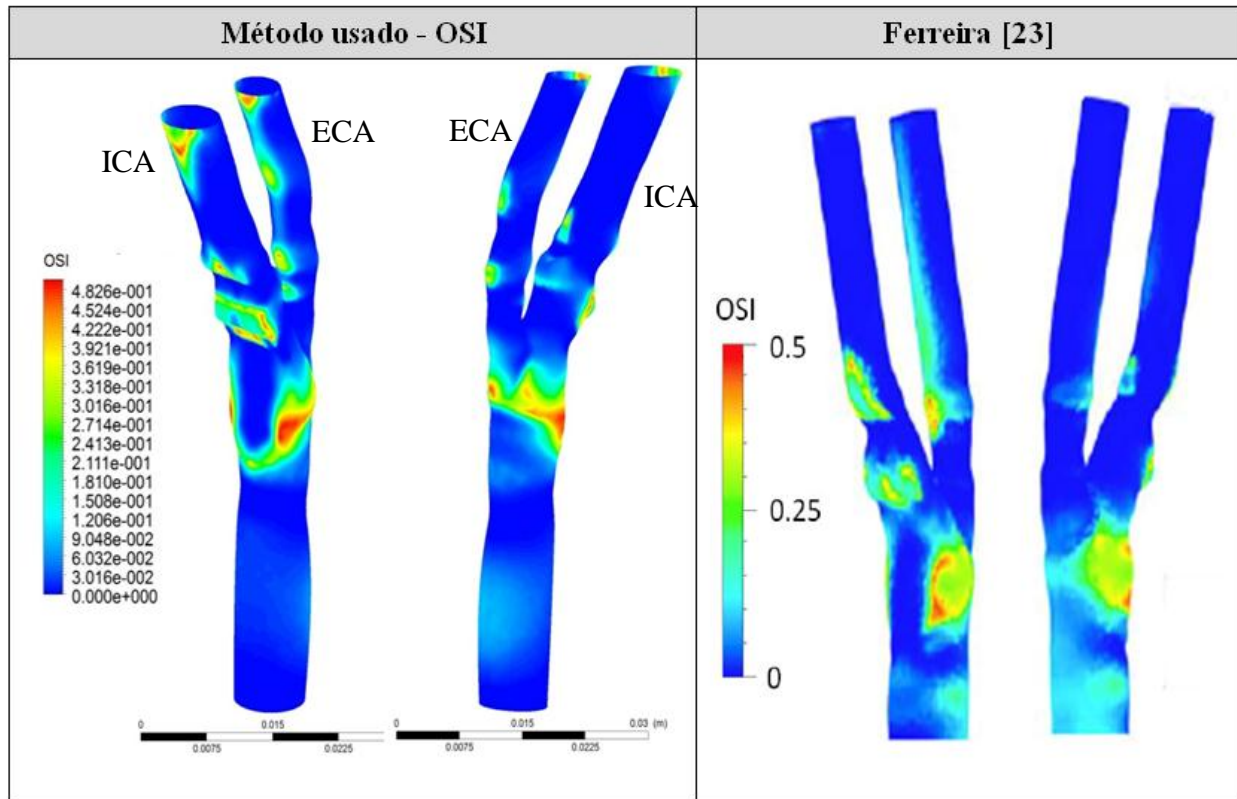 Método usado - OSI
Ferreira [23]
ICA
ECA
ECA
ICA
OSI
4.826e-001
4.524e-001
4.222e-001
3.921e-001
3.619e-001
3.318e-001
3.016e-001
2.714e-001
2.413e-001
2.111e-001
1.810e-001
1.508e-001
1.206e-001
9.048e-002
6.032e-002
3.016e-002
0.000e+000
0 0.015
0.0075 0.0225
0 0.015 0.03 (m)
0.0075 0.0225
OSI
0.5
0.25
0